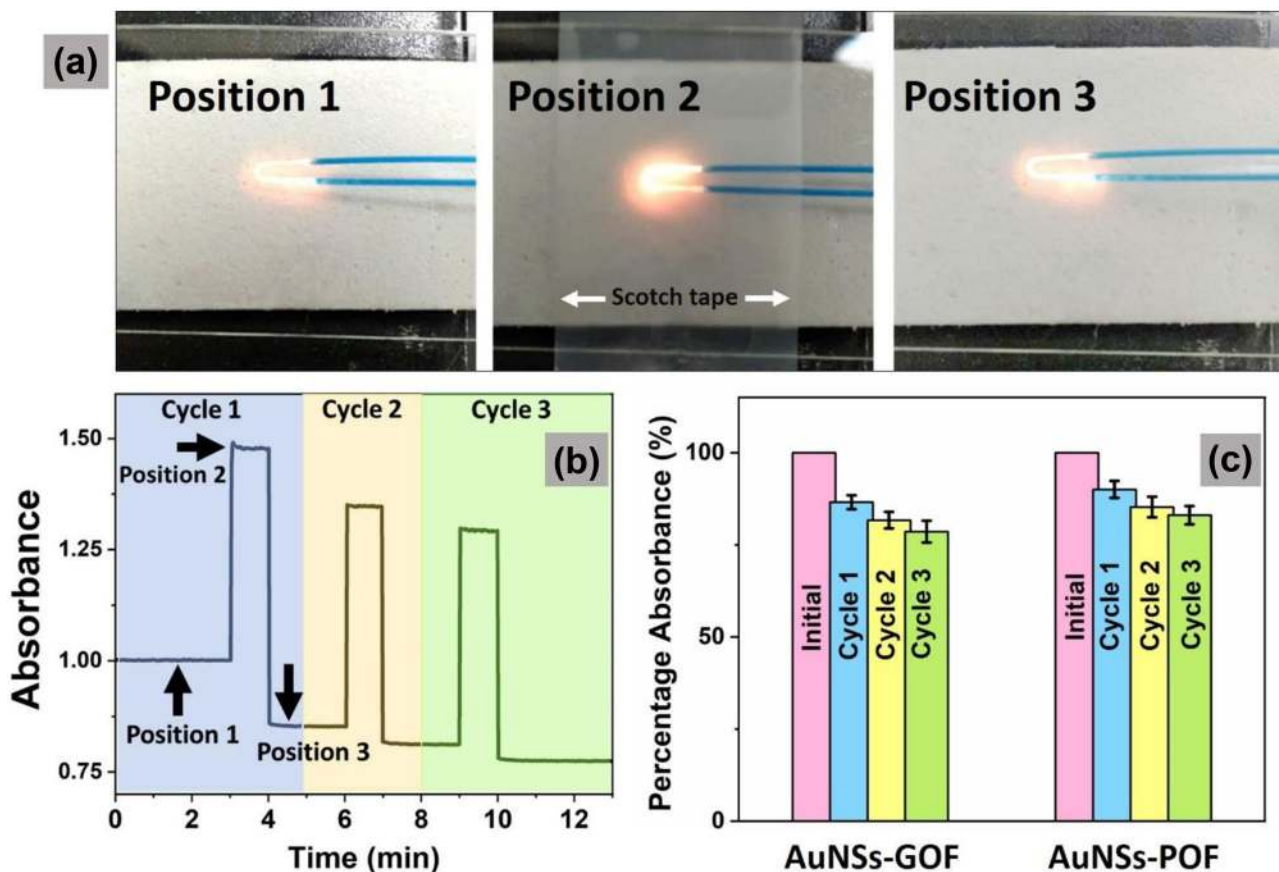 (a)
Position 1
Position 2
Position 3
Scotch tape
Cycle 1
Cycle 2
Cycle 3
(b)
1.50
1.25
1.00
0.75
Absorbance
Position 2
Position 1
Position 3
0
2
4
6
8
10
12
Time (min)
(c)
100
50
0
Percentage Absorbance (%)
Initial
Cycle 1
Cycle 2
Cycle 3
Initial
Cycle 1
Cycle 2
Cycle 3
AuNSs-GOF
AuNSs-POF